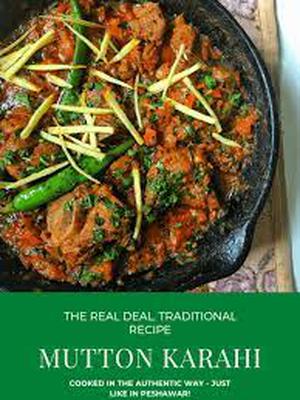 THE REAL DEAL, TRADITIONAL
RECIPE
MUTTON KARAHI
COOKED IN THE AUTHENTIC WAY - JUST
LIKE IN PESHAWAR!